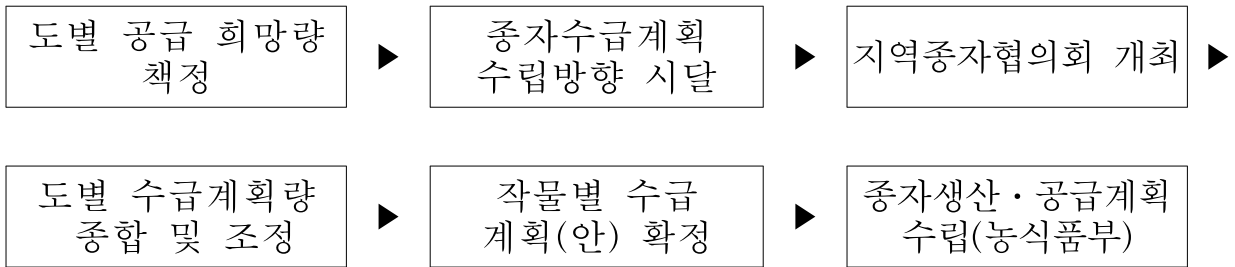 도별 공급 희망량
책정
▶
종자수급계획
수립방향 시달
▶
지역종자협의회 개최
▶
도별 수급계획량
종합 및 조정
▶
작물별 수급
계획(안) 확정
▶
종자생산·공급계획
수립(농식품부)